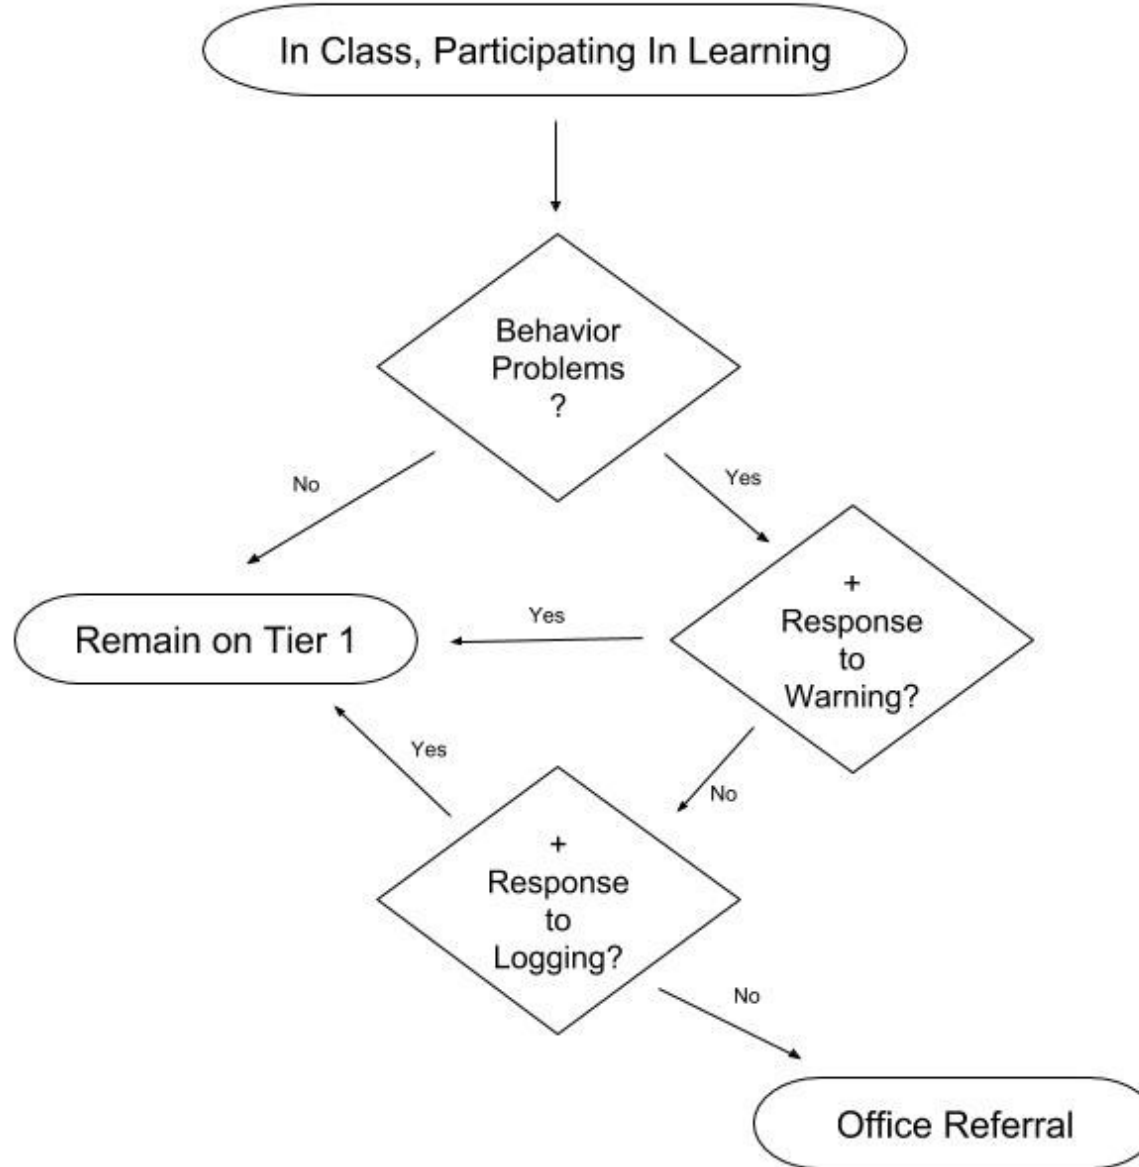 In Class, Participating In Learning
Behavior
Problems
?
No
Yes
+
Response
to
Warning?
Yes
Remain on Tier 1
Yes
No
+
Response
to
Logging?
No
Office Referral